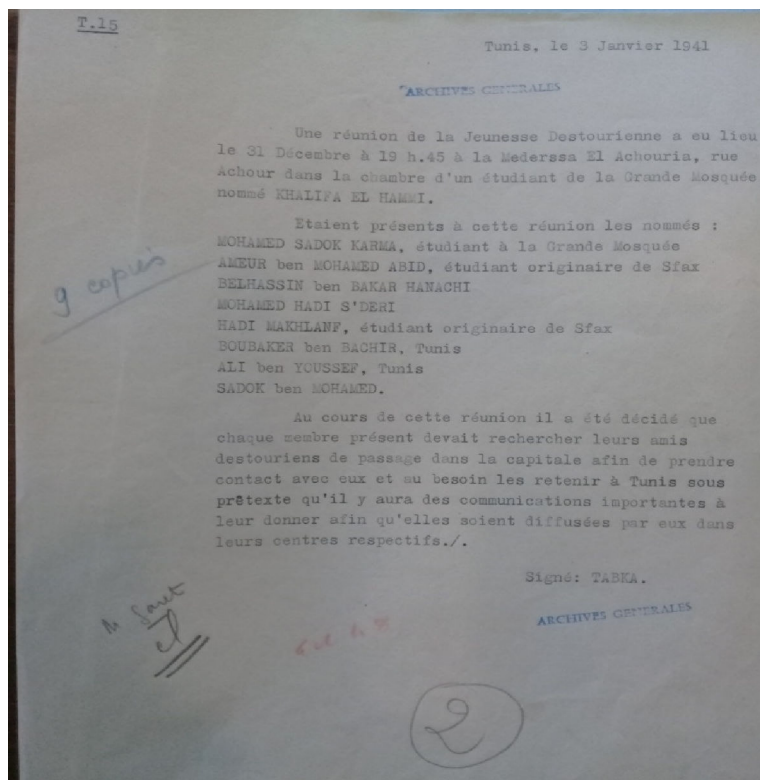 T.15
Tunis, le 3 Janvier 1941
ARCHIVES GENERALES
Une réunion de la Jeunesse Destourienne a eu lieu
le 31 Décembre à 19 h.45 à la Mederssa El Achouria, rue
Achour dans la chambre d'un étudiant de la Grande Mosquée
nommé KHALIFA EL HAMMI.
Etaient présents à cette réunion les nommés :
MOHAMED SADOK KARMA, étudiant à la Grande Mosquée
AMEUR ben MOHAMED ABID, étudiant originaire de Sfax
BELHASSIN ben BAKAR HANACHI
MOHAMED HADI S'DERI
HADI MAKHLANF, étudiant originaire de Sfax
BOUBAKER ben BACHIR, Tunis
ALI ben YOUSSEF, Tunis
SADOK ben MOHAMED.
9 copies
Au cours de cette réunion il a été décidé que
chaque membre présent devait rechercher leurs amis
destouriens de passage dans la capitale afin de prendre
contact avec eux et au besoin les retenir à Tunis sous
prétexte qu'il y aura des communications importantes à
leur donner afin qu'elles soient diffusées par eux dans
leurs centres respectifs./.
Signé: TABKA.
ARCHIVES GENERALES
2